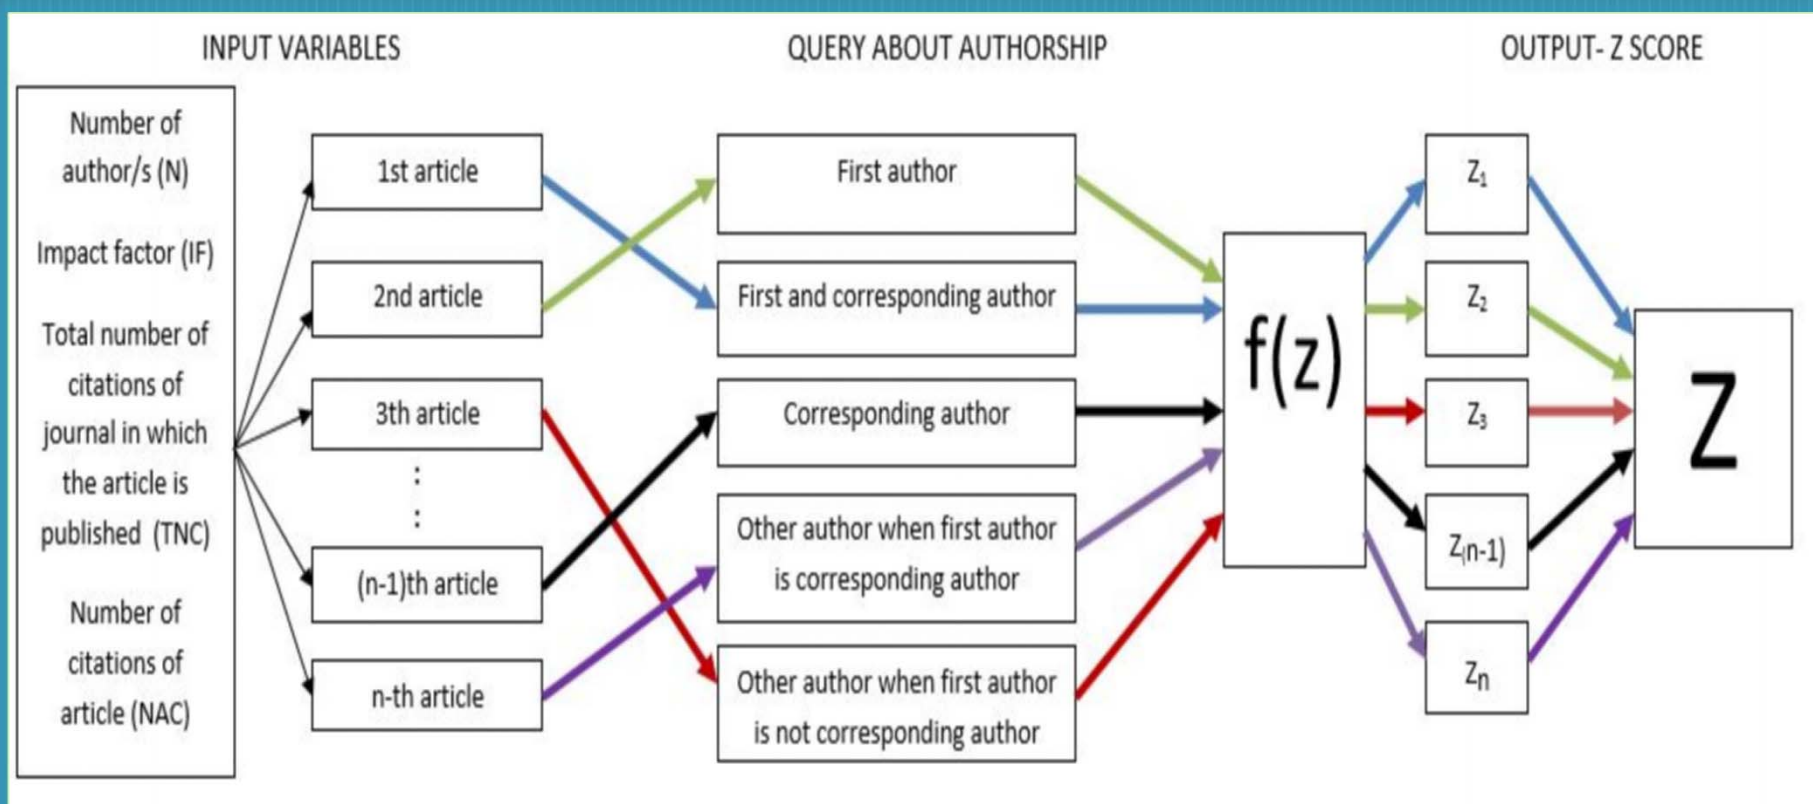 INPUT VARIABLES
QUERY ABOUT AUTHORSHIP
OUTPUT- Z SCORE
Number of
author/s (N)
Impact factor (IF)
Total number of
citations of
journal in which
the article is
published (TNC)
Number of
citations of
article (NAC)
1st article
2nd article
3th article
⋮
(n-1)th article
n-th article
First author
First and corresponding author
Corresponding author
Other author when first author
is corresponding author
Other author when first author
is not corresponding author
f(z)
Z1
Z2
Z3
Z(n-1)
Zn
Z